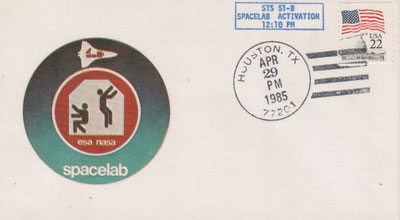 STS 51-B
SPACELAB ACTIVATION
12:10 PM
USA
22
HOUSTON, TX
APR
29
PM
1985
77201
esa nasa
spacelab